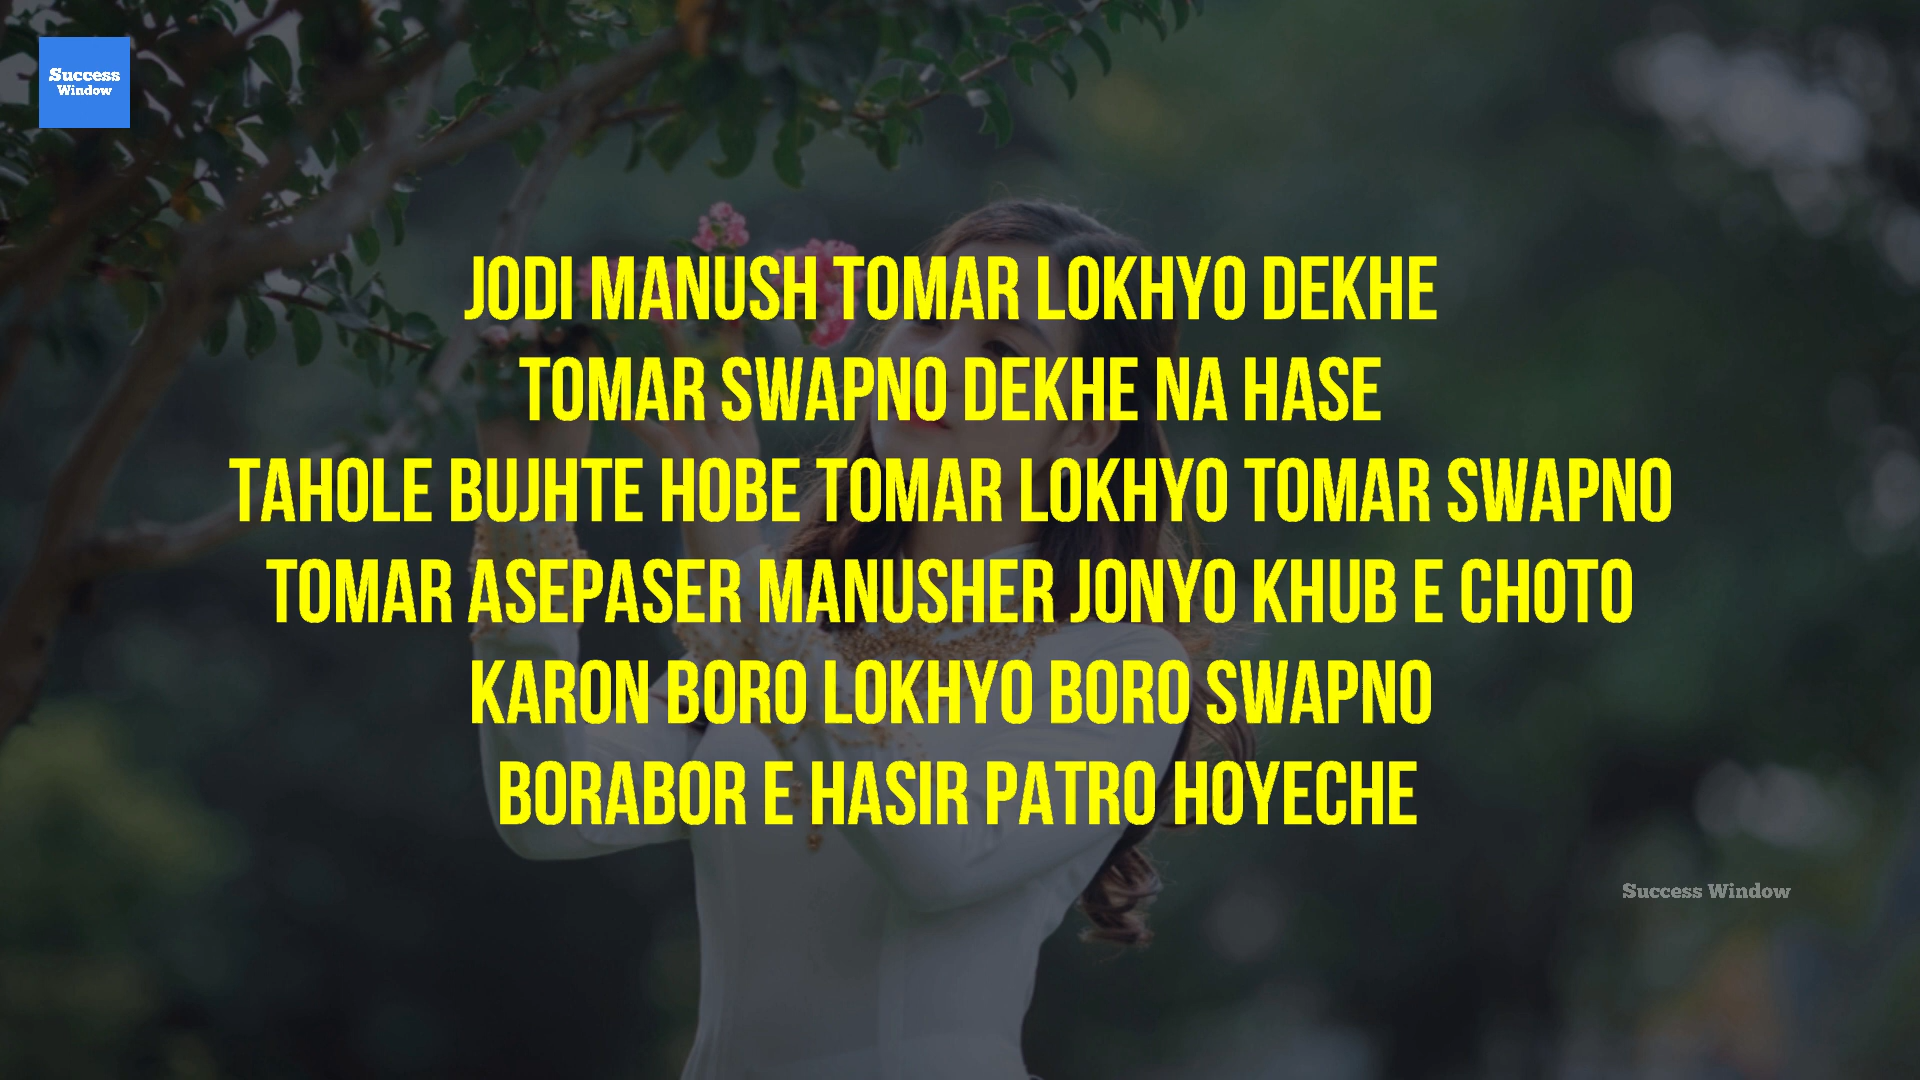 Success
Window
JODI MANUSH TOMAR LOKHYO DEKHE
TOMAR SWAPNO DEKHE NA HASE
TAHOLE BUJHTE HOBE TOMAR LOKHYO TOMAR SWAPNO
TOMAR ASEPASER MANUSHER JONYO KHUB E CHOTO
KARON BORO LOKHYO BORO SWAPNO
BORABOR E HASIR PATRO HOYECHE
Success Window